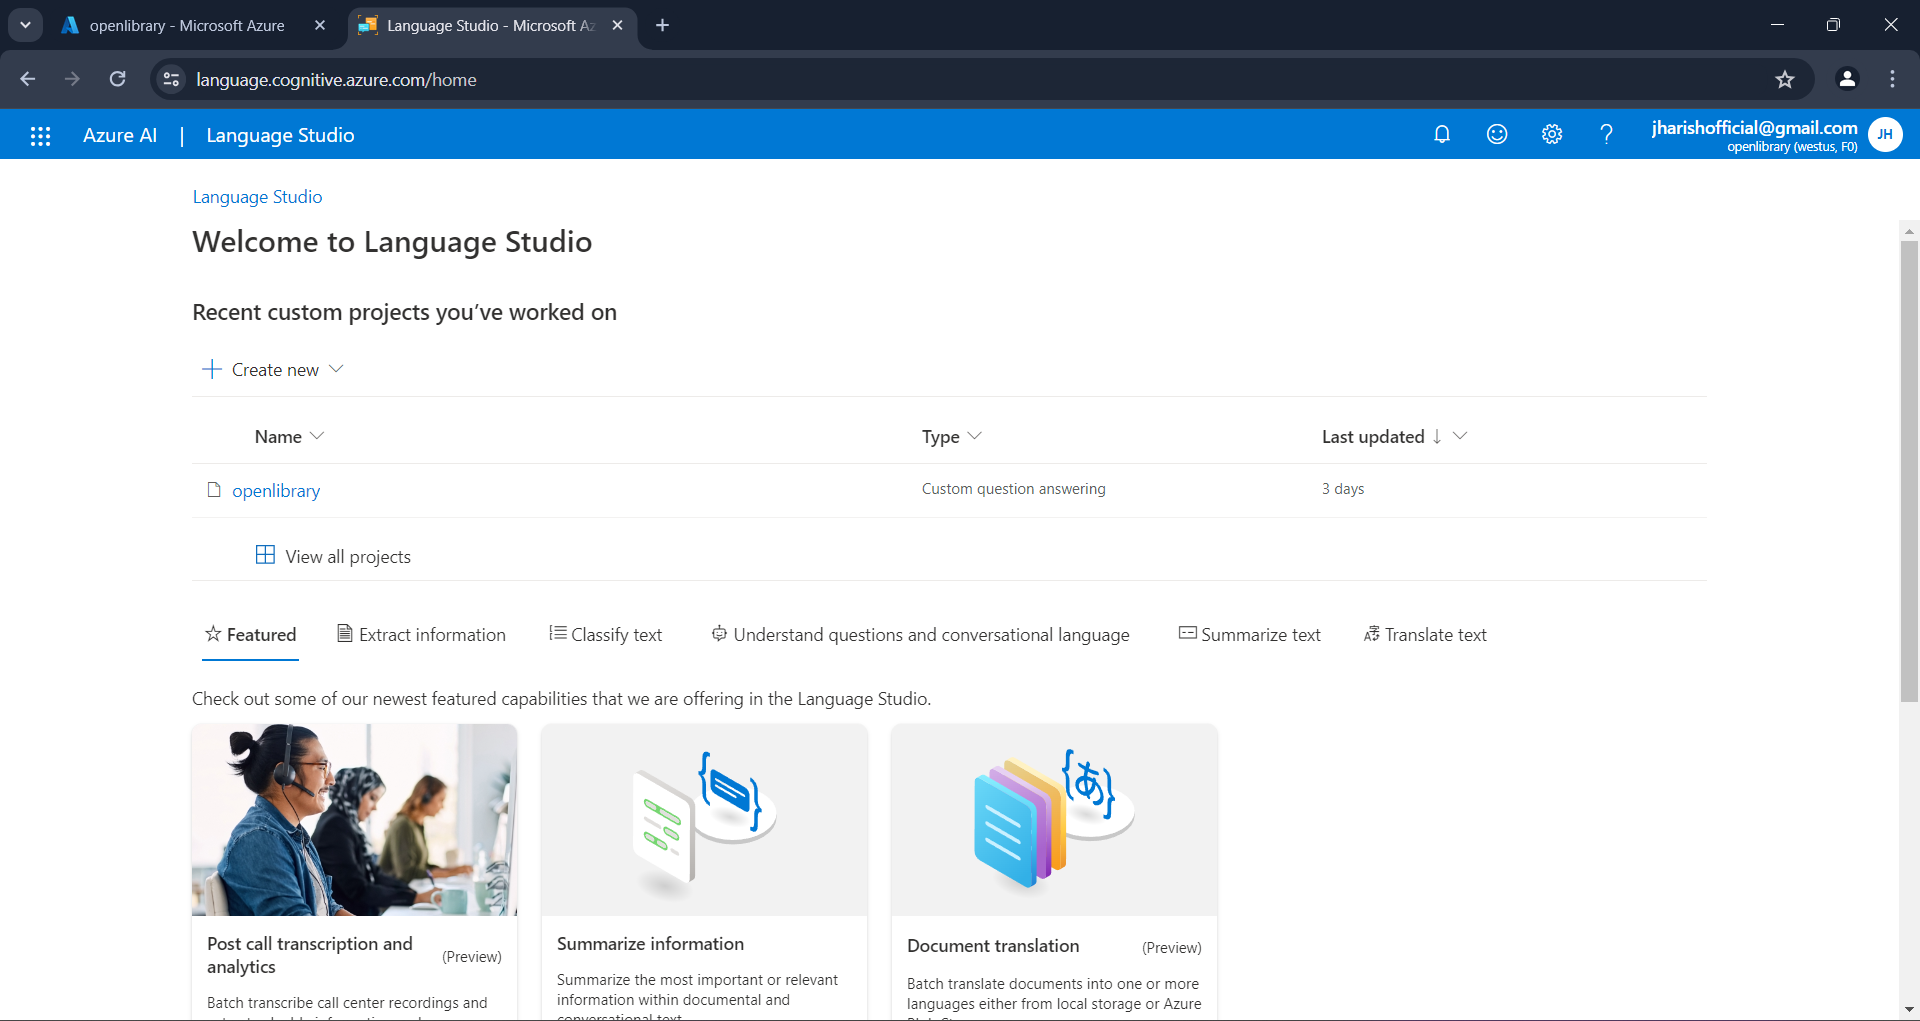 openlibrary - Microsoft Azure
Language Studio - Microsoft Az
language.cognitive.azure.com/home
Azure AI | Language Studio
jharishofficial@gmail.com
openlibrary (westus, F0)
JH
Language Studio
Welcome to Language Studio
Recent custom projects you've worked on
Create new
Name Type Last updated ↓
openlibrary Custom question answering 3 days
View all projects
Featured Extract information Classify text Understand questions and conversational language Summarize text Translate text
Check out some of our newest featured capabilities that we are offering in the Language Studio.
Post call transcription and
analytics
(Preview)
Batch transcribe call center recordings and
Summarize information
Summarize the most important or relevant
information within documental and
conversational text
{あ}
Document translation (Preview)
Batch translate documents into one or more
languages either from local storage or Azure